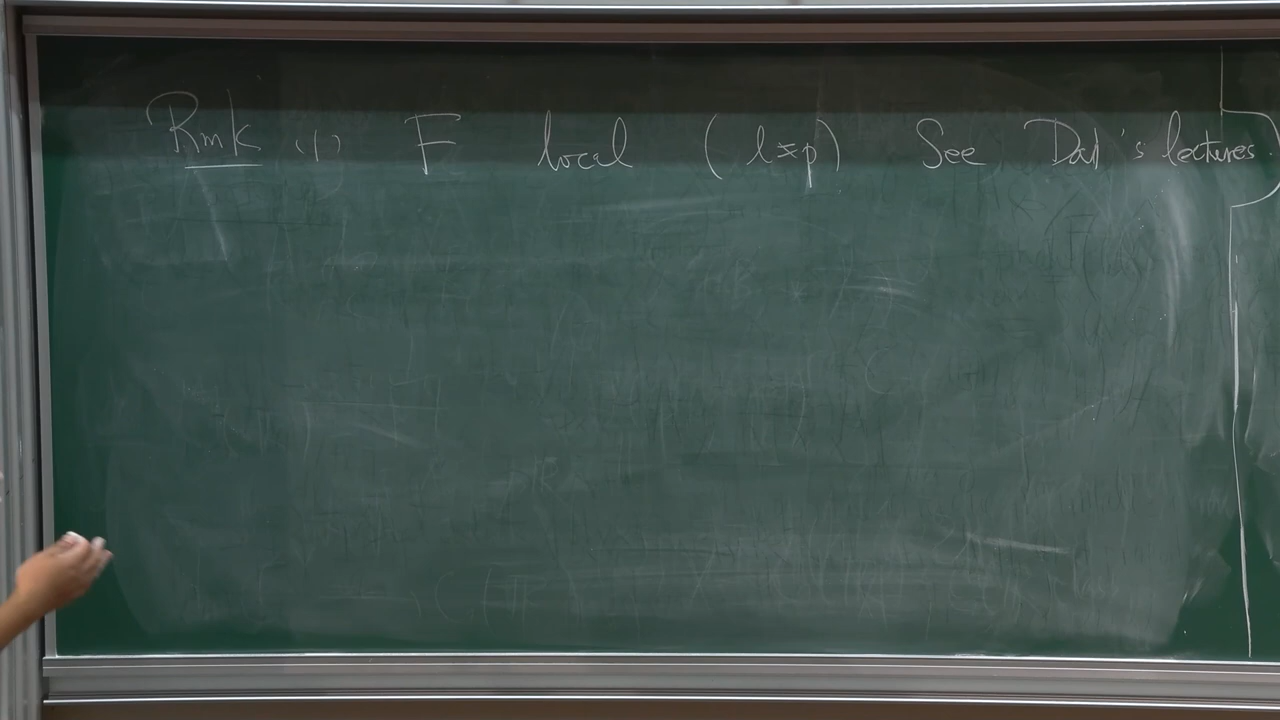 Rmk (1) F local (l≠p) See Dat's lectures.